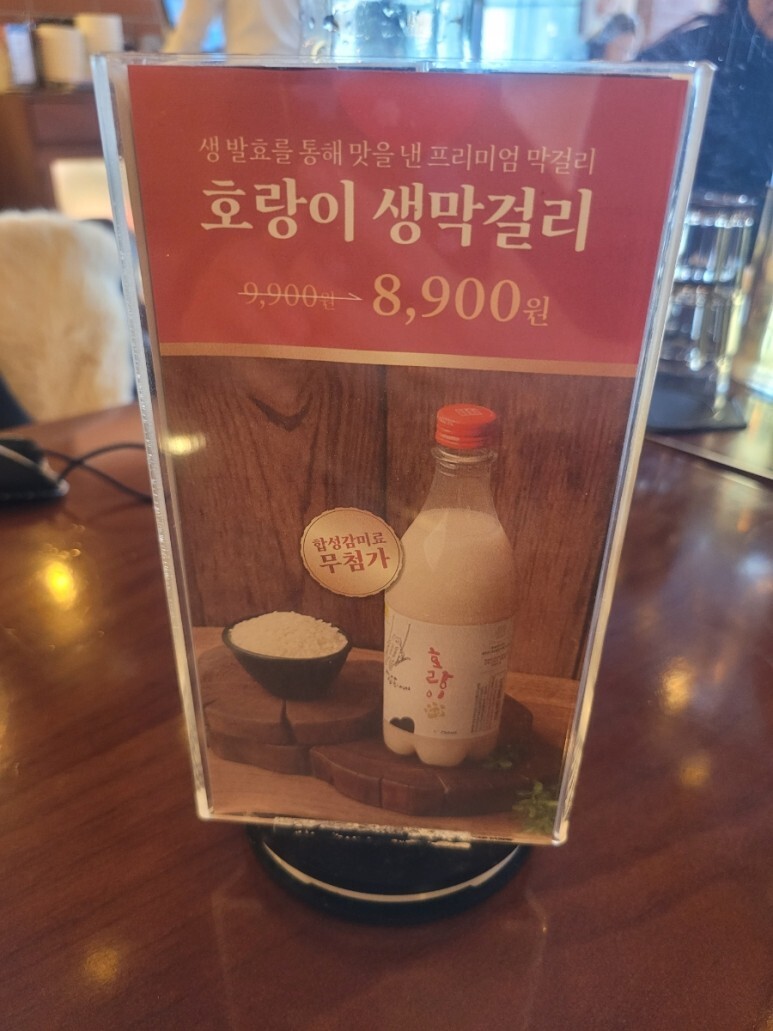 생 발효를 통해 맛을 낸 프리미엄 막걸리
호랑이 생막걸리
9,900원 → 8,900원
합성감미료
무첨가
호랑이